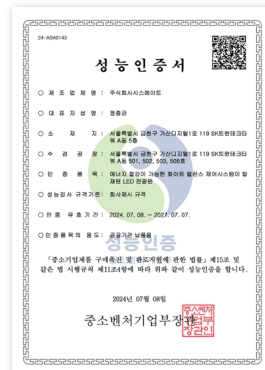 24-ABA0143
성능인증서
○ 제조업체명 : 주식회사시스메이트
○ 대표자성명 : 정종균
○ 소재지 : 서울특별시 금천구 가산디지털1로 119 SK트윈테크타
워 A동 5층
○ 수검공장 : 서울특별시 금천구 가산디지털1로 119 SK트윈테크타
워 A동 501, 502, 503, 506호
○ 인증품목 : 에너지 절감이 가능한 화이트 밸런스 제어시스템이 탑
재된 LED 전광판
○ 성능검사 규격기준 : 회사제시 규격
○ 인증 유효기간 : 2024. 07. 08. ~ 2027. 07. 07.
○ 인증품목의 용도 : 공공기관 납품용
성능인증
「중소기업제품 구매촉진 및 판로지원에 관한 법률」 제15조 및
같은 법 시행규칙 제11조4항에 따라 위와 같이 성능인증을 합니다.
2024년 07월 08일
중소벤처기업부장관